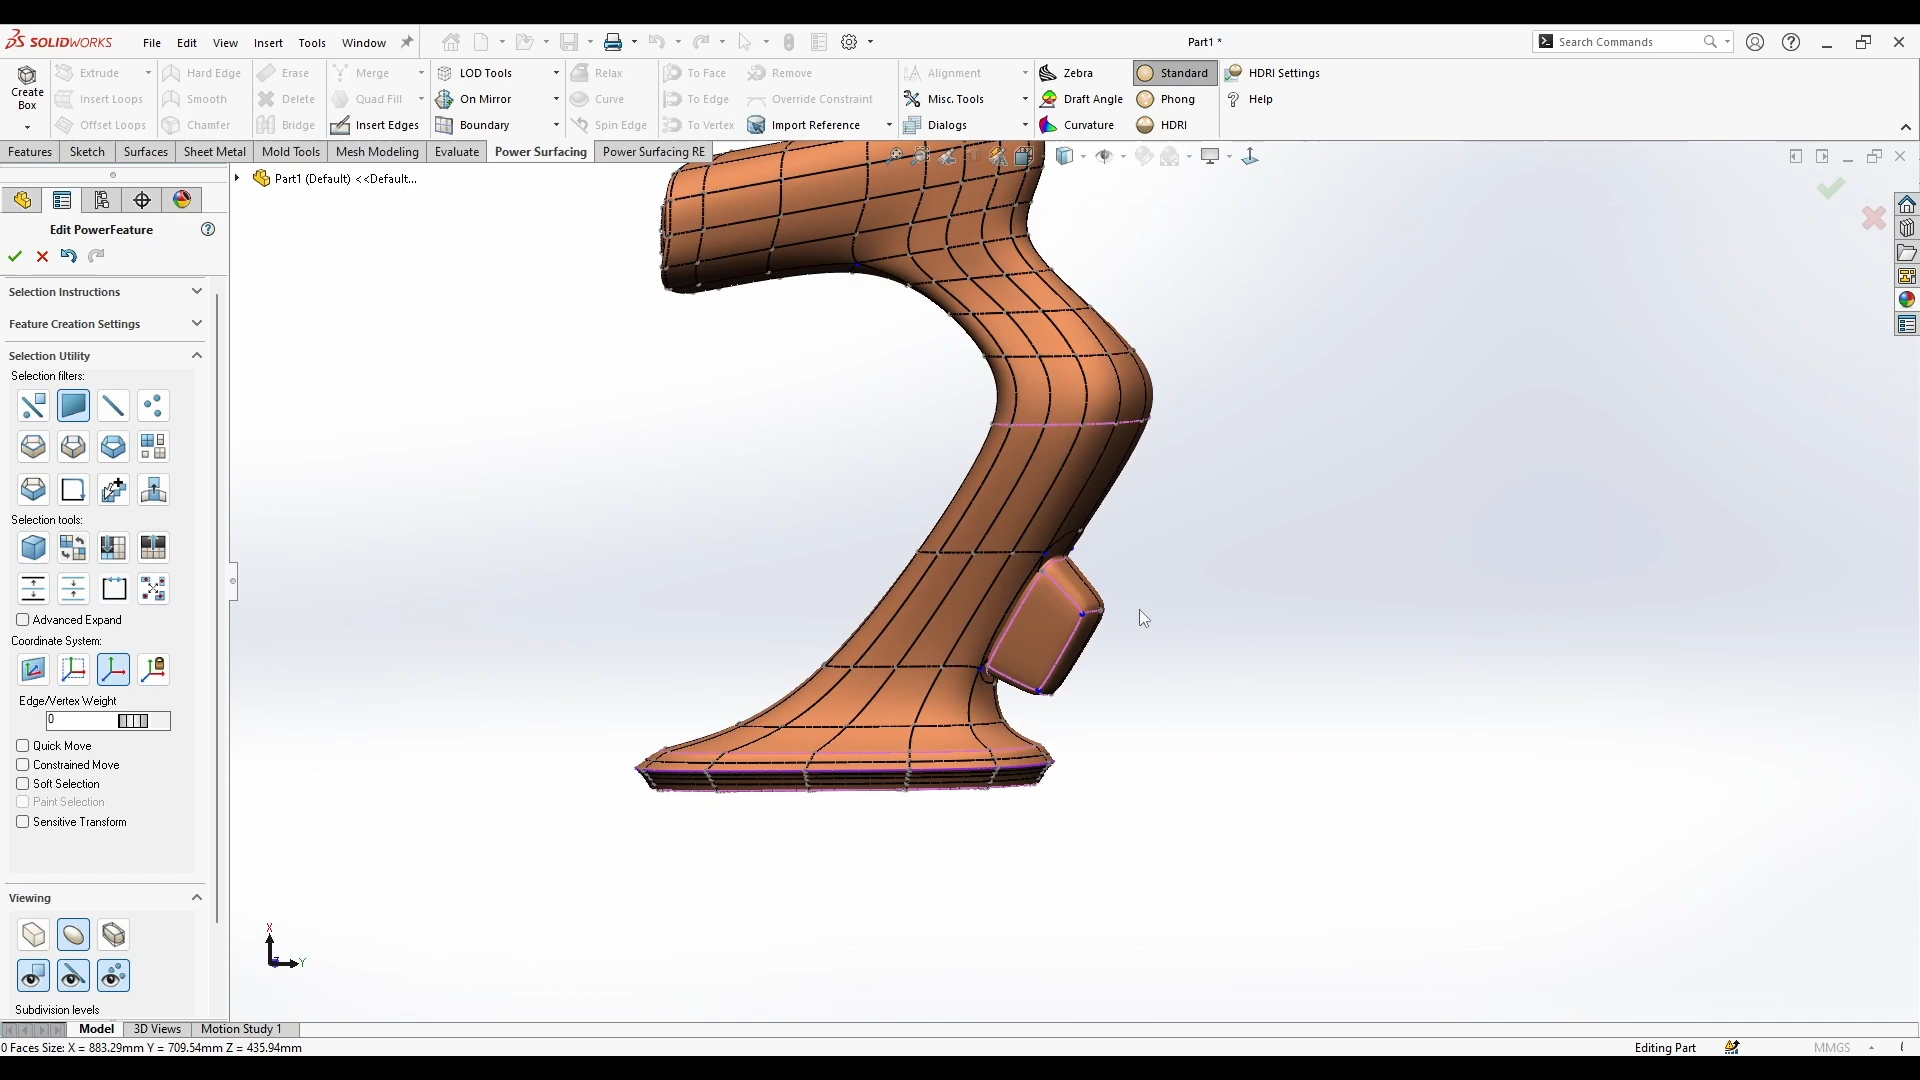 SOLIDWORKS File Edit View Insert Tools Window Part1 * Search Commands
Create Box Extrude Hard Edge Erase Merge LOD Tools Relax To Face Remove Alignment Zebra Standard HDRI Settings
Insert Loops Smooth Delete Quad Fill On Mirror Curve To Edge Override Constraint Misc. Tools Draft Angle Phong Help
Offset Loops Chamfer Bridge Insert Edges Boundary Spin Edge To Vertex Import Reference Dialogs Curvature HDRI
Features Sketch Surfaces Sheet Metal Mold Tools Mesh Modeling Evaluate Power Surfacing Power Surfacing RE
Part1 (Default) <<Default...
Edit PowerFeature
Selection Instructions
Feature Creation Settings
Selection Utility
Selection filters:
Selection tools:
Advanced Expand
Coordinate System:
Edge/Vertex Weight
0
Quick Move
Constrained Move
Soft Selection
Paint Selection
Sensitive Transform
Viewing
X
Y
Z
Subdivision levels
Model 3D Views Motion Study 1
0 Faces Size: X = 883.29mm Y = 709.54mm Z = 435.94mm Editing Part MMGS